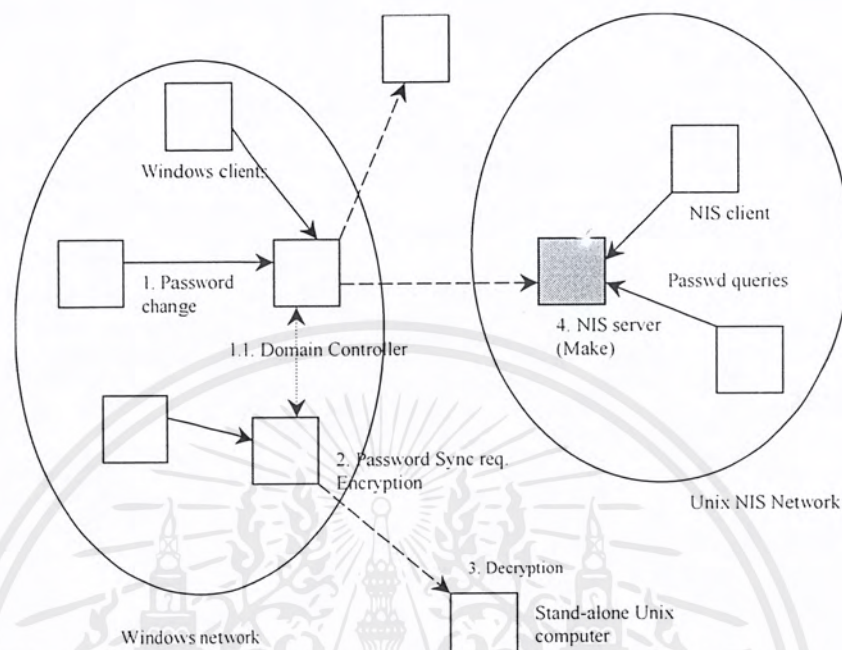 Windows clients
NIS client
1. Password
change
Passwd queries
4. NIS server
(Make)
1.1. Domain Controller
2. Password Sync req.
Encryption
Unix NIS Network
3. Decryption
Stand-alone Unix
computer
Windows network